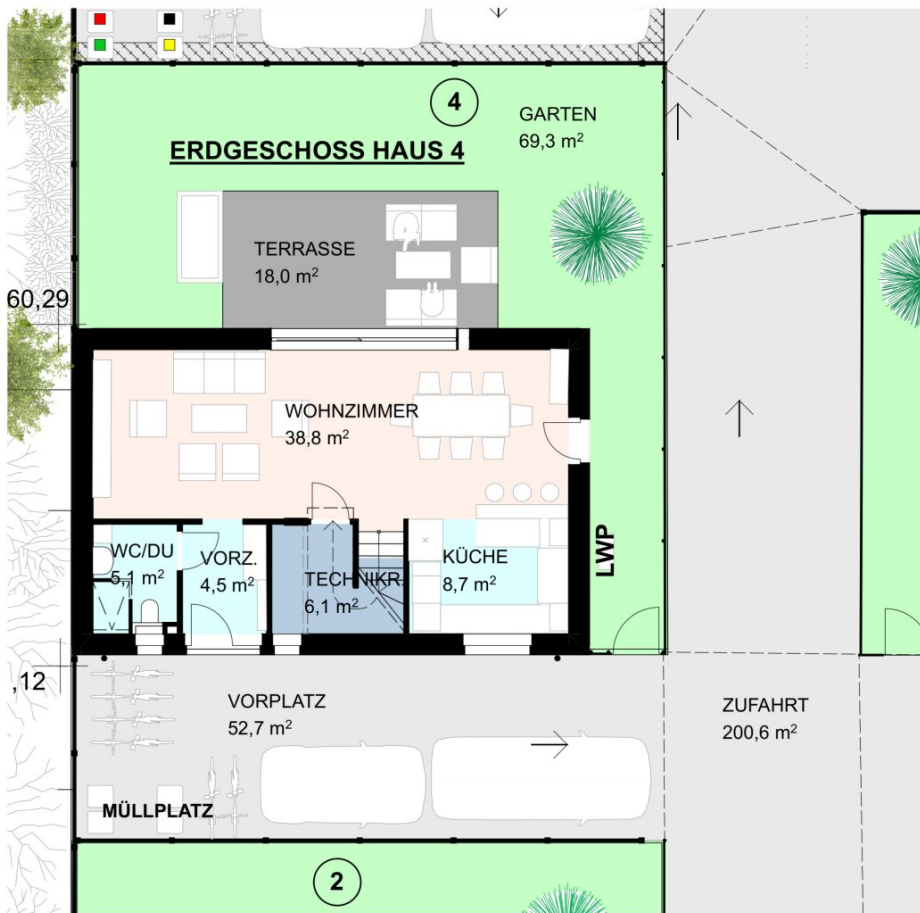 4
GARTEN
69,3 m²
ERDGESCHOSS HAUS 4
TERRASSE
18,0 m²
60,29
WOHNZIMMER
38,8 m²
WC/DU
5,1 m²
VORZ.
4,5 m²
TECHNIKR.
6,1 m²
KÜCHE
8,7 m²
LWP
,12
VORPLATZ
52,7 m²
ZUFAHRT
200,6 m²
MÜLLPLATZ
2